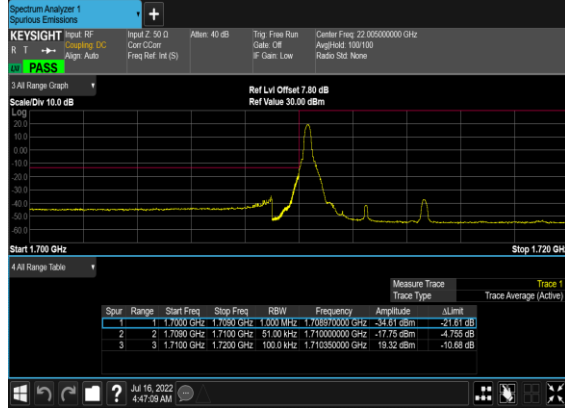 Spectrum Analyzer 1
Spurious Emissions
+
KEYSIGHT Input: RF Input Z: 50 Ω Atten: 40 dB Trig: Free Run Center Freq: 22.005000000 GHz
R T Coupling: DC Corr CCorr Gate: Off Avg|Hold: 100/100
Align: Auto Freq Ref: Int (S) IF Gain: Low Radio Std: None
PASS
3 All Range Graph
Ref Lvl Offset 7.80 dB
Scale/Div 10.0 dB Ref Value 30.00 dBm
Log
20.0
10.0
0.00
-10.0
-20.0
-30.0
-40.0
-50.0
-60.0
Start 1.700 GHz Stop 1.720 GH
4 All Range Table
Measure Trace Trace 1
Trace Type Trace Average (Active)
Spur Range Start Freq Stop Freq RBW Frequency Amplitude ΔLimit
1 1 1.7000 GHz 1.7090 GHz 1.000 MHz 1.708970000 GHz -34.61 dBm -21.61 dB
2 2 1.7090 GHz 1.7100 GHz 51.00 kHz 1.710000000 GHz -17.75 dBm -4.755 dB
3 3 1.7100 GHz 1.7200 GHz 100.0 kHz 1.710350000 GHz 19.32 dBm -10.68 dB
? Jul 16, 2022
4:47:09 AM